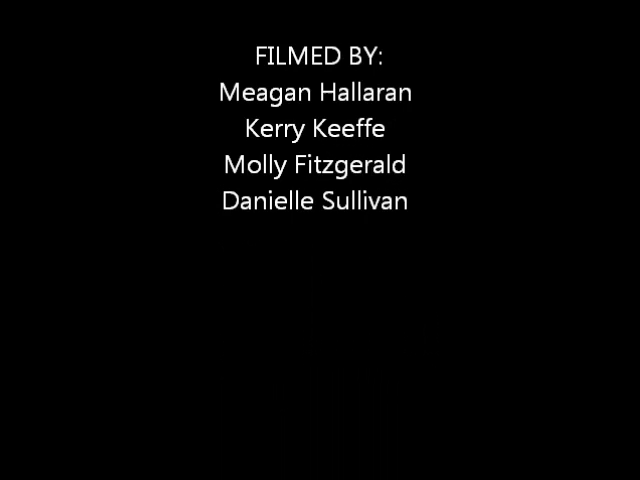 FILMED BY:
Meagan Hallaran
Kerry Keeffe
Molly Fitzgerald
Danielle Sullivan